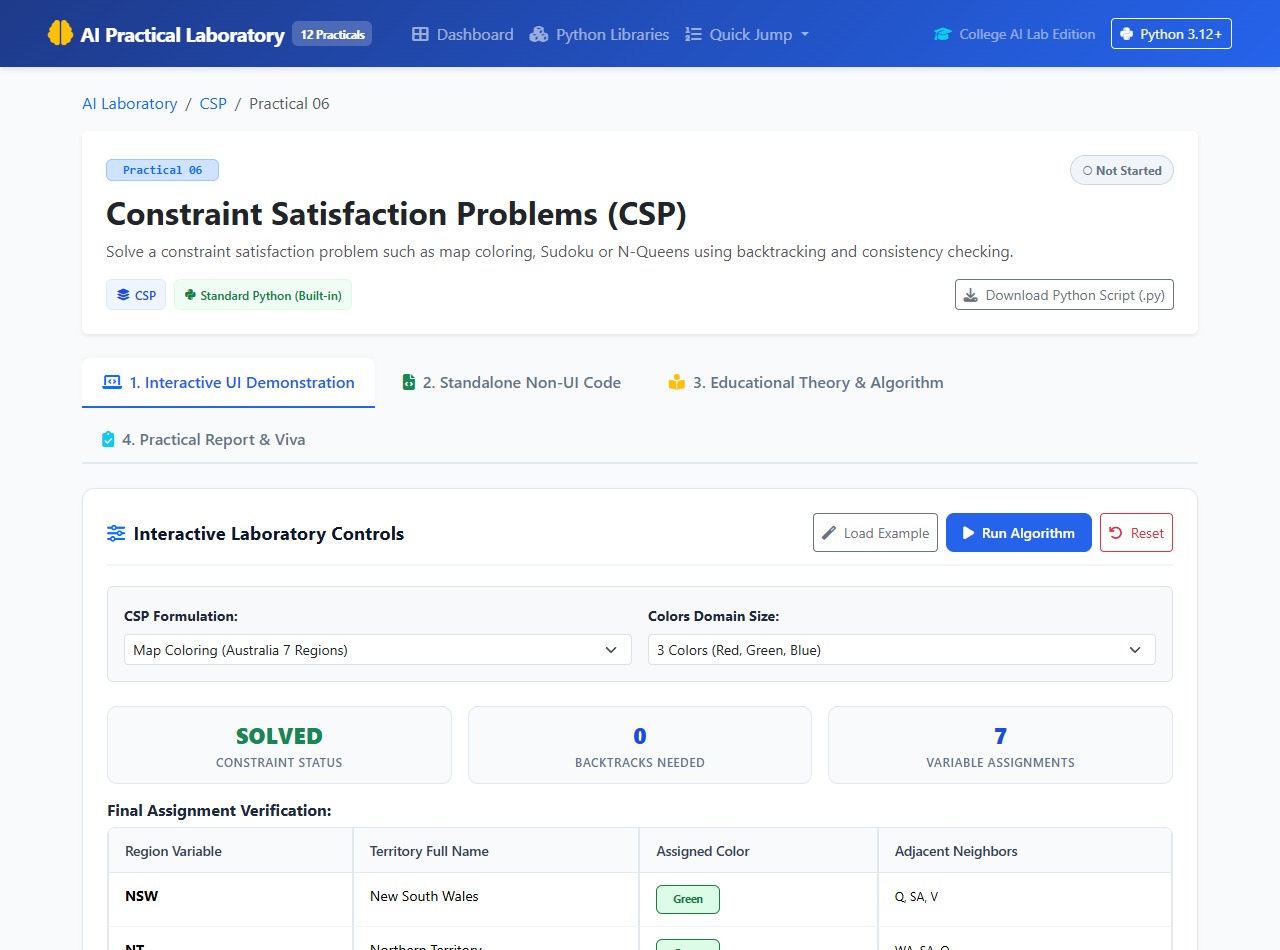 AI Practical Laboratory 12 Practicals Dashboard Python Libraries Quick Jump College AI Lab Edition Python 3.12+
AI Laboratory / CSP / Practical 06
Practical 06 Not Started
Constraint Satisfaction Problems (CSP)
Solve a constraint satisfaction problem such as map coloring, Sudoku or N-Queens using backtracking and consistency checking.
CSP Standard Python (Built-in) Download Python Script (.py)
1. Interactive UI Demonstration 2. Standalone Non-UI Code 3. Educational Theory & Algorithm
4. Practical Report & Viva
Interactive Laboratory Controls Load Example Run Algorithm Reset
CSP Formulation: Colors Domain Size:
Map Coloring (Australia 7 Regions) 3 Colors (Red, Green, Blue)
SOLVED 0 7
CONSTRAINT STATUS BACKTRACKS NEEDED VARIABLE ASSIGNMENTS
Final Assignment Verification:
Region Variable Territory Full Name Assigned Color Adjacent Neighbors
NSW New South Wales Green Q, SA, V
NT Northern Territory WA, SA, Q